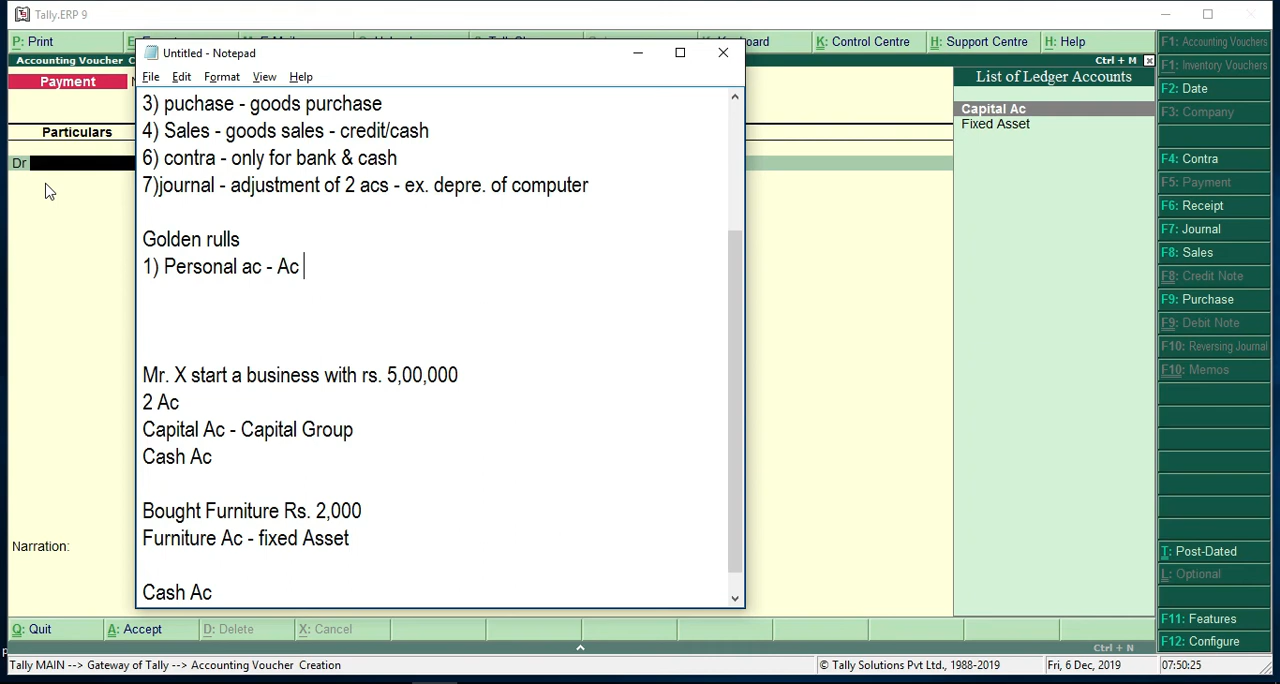 Tally.ERP 9
P: Print
K: Control Centre
H: Support Centre
H: Help
Accounting Voucher C
Ctrl + M
Payment
Particulars
Dr
Narration:
Untitled - Notepad
File Edit Format View Help
3) puchase - goods purchase
4) Sales - goods sales - credit/cash
6) contra - only for bank & cash
7)journal - adjustment of 2 acs - ex. depre. of computer
Golden rulls
1) Personal ac - Ac
Mr. X start a business with rs. 5,00,000
2 Ac
Capital Ac - Capital Group
Cash Ac
Bought Furniture Rs. 2,000
Furniture Ac - fixed Asset
Cash Ac
List of Ledger Accounts
Capital Ac
Fixed Asset
F1: Accounting Vouchers
F1: Inventory Vouchers
F2: Date
F3: Company
F4: Contra
F5: Payment
F6: Receipt
F7: Journal
F8: Sales
F8: Credit Note
F9: Purchase
F9: Debit Note
F10: Reversing Journal
F10: Memos
T: Post-Dated
L: Optional
F11: Features
F12: Configure
Q: Quit
A: Accept
D: Delete
X: Cancel
Ctrl + N
Tally MAIN --> Gateway of Tally --> Accounting Voucher Creation
© Tally Solutions Pvt Ltd., 1988-2019
Fri, 6 Dec, 2019
07:50:25